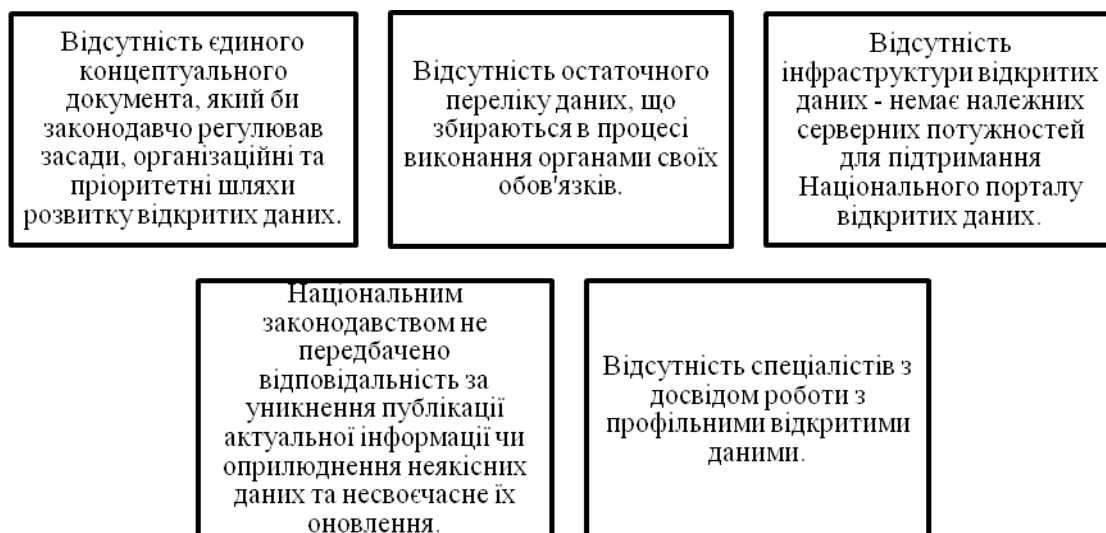 Відсутність єдиного
концептуального
документа, який би
законодавчо регулював
засади, організаційні та
пріоритетні шляхи
розвитку відкритих даних.
Відсутність остаточного
переліку даних, що
збираються в процесі
виконання органами своїх
обов'язків.
Відсутність
інфраструктури відкритих
даних - немає належних
серверних потужностей
для підтримання
Національного порталу
відкритих даних.
Національним
законодавством не
передбачено
відповідальність за
уникнення публікації
актуальної інформації чи
оприлюднення неякісних
даних та несвоєчасне їх
оновлення.
Відсутність спеціалістів з
досвідом роботи з
профільними відкритими
даними.